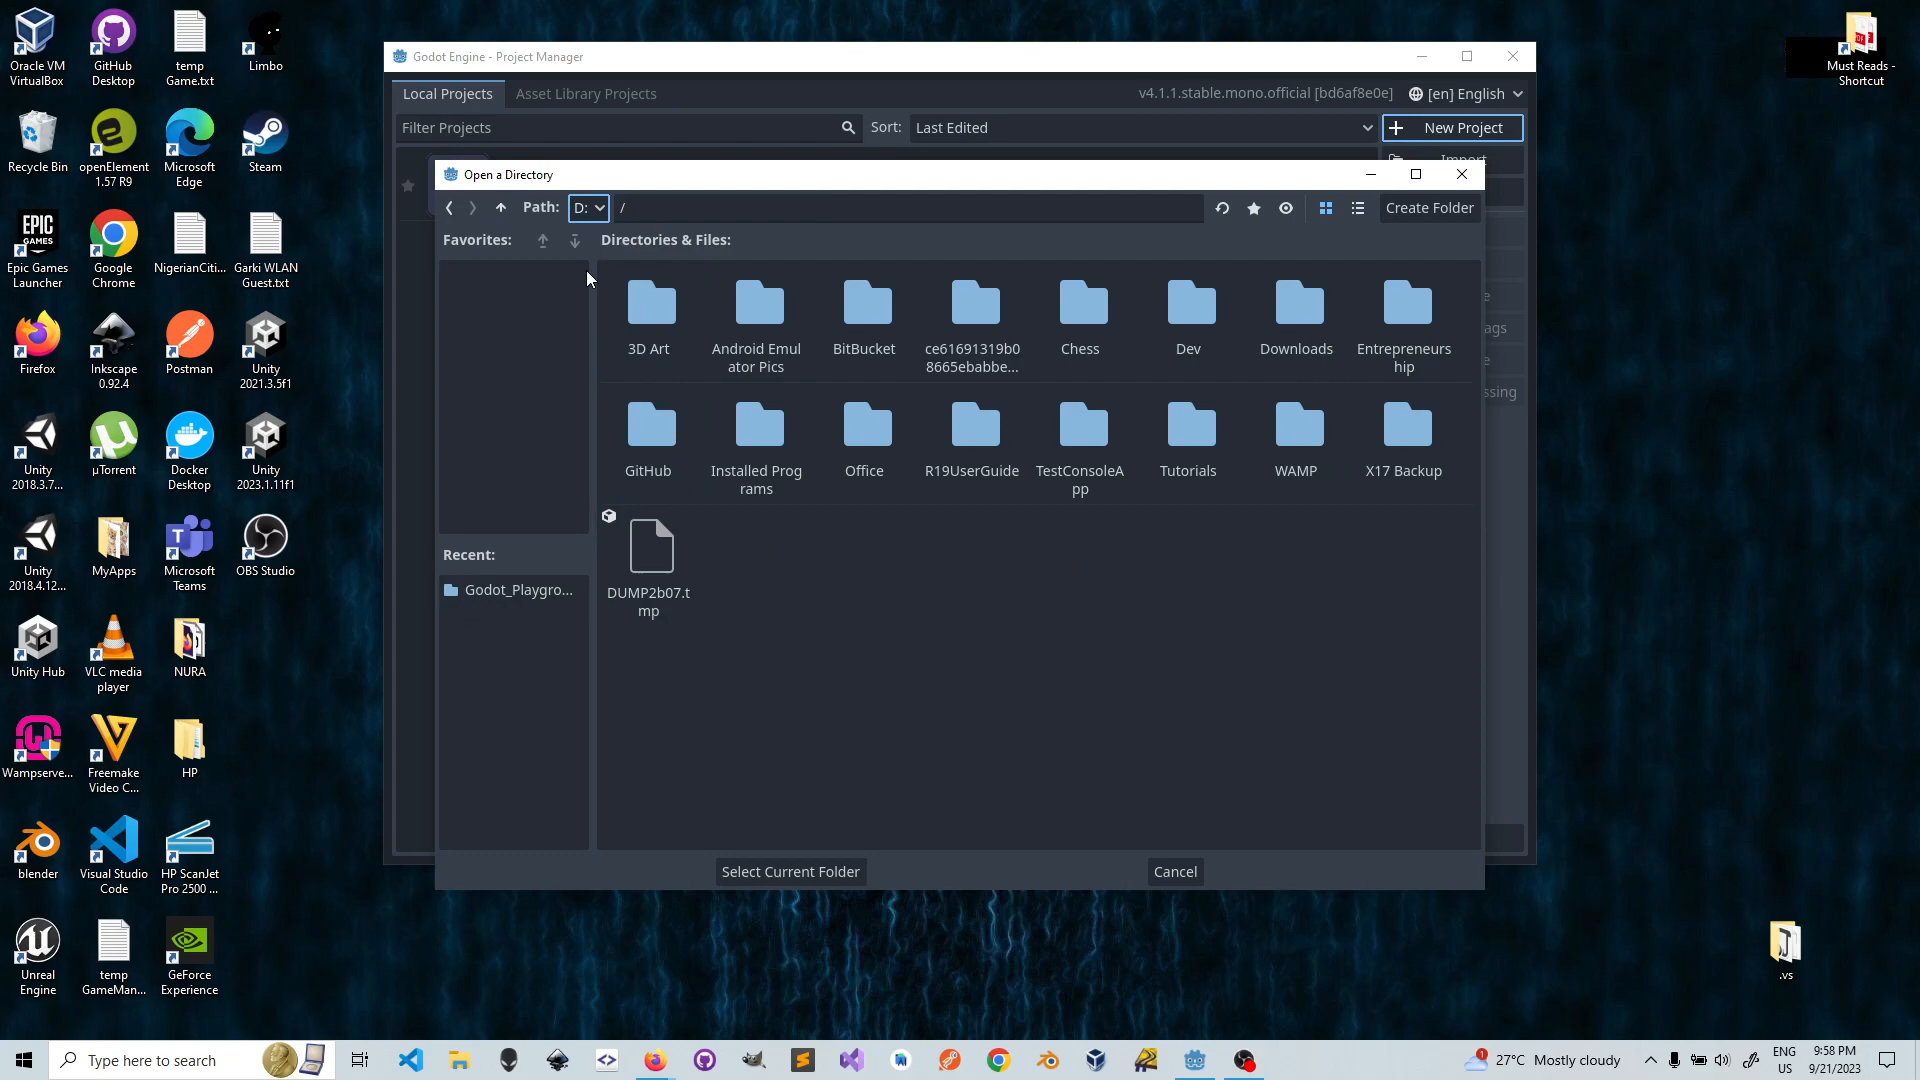 Oracle VM
VirtualBox
GitHub
Desktop
temp
Game.txt
Limbo
Recycle Bin
openElement
1.57 R9
Microsoft
Edge
Steam
EPIC
GAMES
Epic Games
Launcher
Google
Chrome
NigerianCiti...
Garki WLAN
Guest.txt
Firefox
Inkscape
0.92.4
Postman
Unity
2021.3.5f1
Unity
2018.3.7...
µTorrent
Docker
Desktop
Unity
2023.1.11f1
Unity
2018.4.12...
MyApps
Microsoft
Teams
OBS Studio
Unity Hub
VLC media
player
NURA
Wampserve...
Freemake
Video C...
HP
blender
Visual Studio
Code
HP ScanJet
Pro 2500 ...
Unreal
Engine
temp
GameMan...
GeForce
Experience
Must Reads -
Shortcut
.vs
Godot Engine - Project Manager
Local Projects
Asset Library Projects
v4.1.1.stable.mono.official [bd6af8e0e]
[en] English
Filter Projects
Sort:
Last Edited
New Project
Import
Open a Directory
Path:
D:
/
Create Folder
Favorites:
Directories & Files:
3D Art
Android Emul
ator Pics
BitBucket
ce61691319b0
8665ebabbe...
Chess
Dev
Downloads
Entrepreneurs
hip
GitHub
Installed Prog
rams
Office
R19UserGuide
TestConsoleA
pp
Tutorials
WAMP
X17 Backup
DUMP2b07.t
mp
Recent:
Godot_Playgro...
e
ags
e
ssing
Select Current Folder
Cancel
Type here to search
1
27°C Mostly cloudy
ENG
US
9:58 PM
9/21/2023